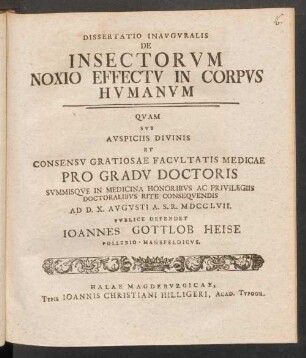 6.
DISSERTATIO INAVGVRALIS
DE
INSECTORVM
NOXIO EFFECTV IN CORPVS
HVMANVM
QVAM
SVB
AVSPICIIS DIVINIS
ET
CONSENSV GRATIOSAE FACVLTATIS MEDICAE
PRO GRADV DOCTORIS
SVMMISQVE IN MEDICINA HONORIBVS AC PRIVILEGIIS
DOCTORALIBVS RITE CONSEQVENDIS
AD D. X. AVGVSTI A. S. R. MDCCLVII.
PVBLICE DEFENDET
IOANNES GOTTLOB HEISE
POLLEBIO-MANSFELDICVS.
HALAE MAGDEBVRGICAE,
TYPIS IOANNIS CHRISTIANI HILLIGERI, ACAD. TYPOGR.